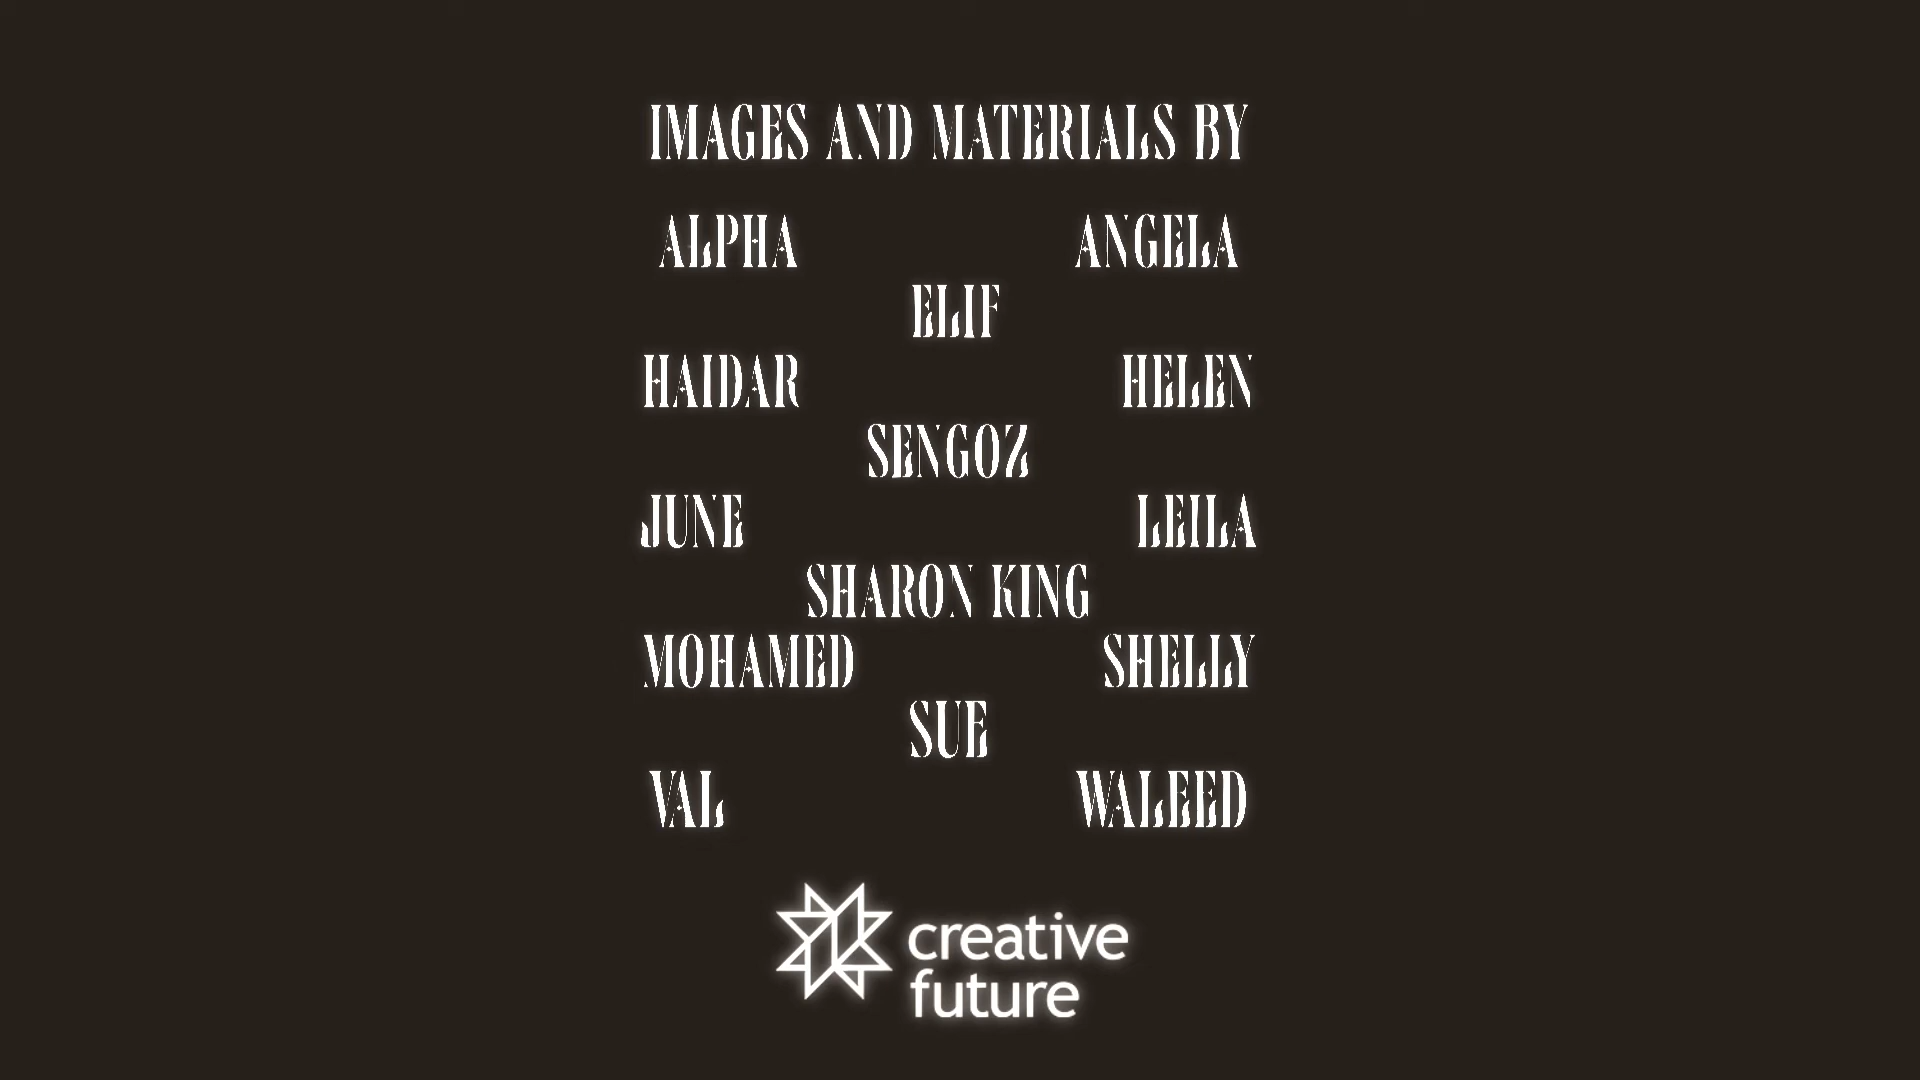 IMAGES AND MATERIALS BY
ALPHA ANGELA
ELIF
HAIDAR HELEN
SENGOZ
JUNE LEILA
SHARON KING
MOHAMED SHELLY
SUE
VAL WALEED
creative
future